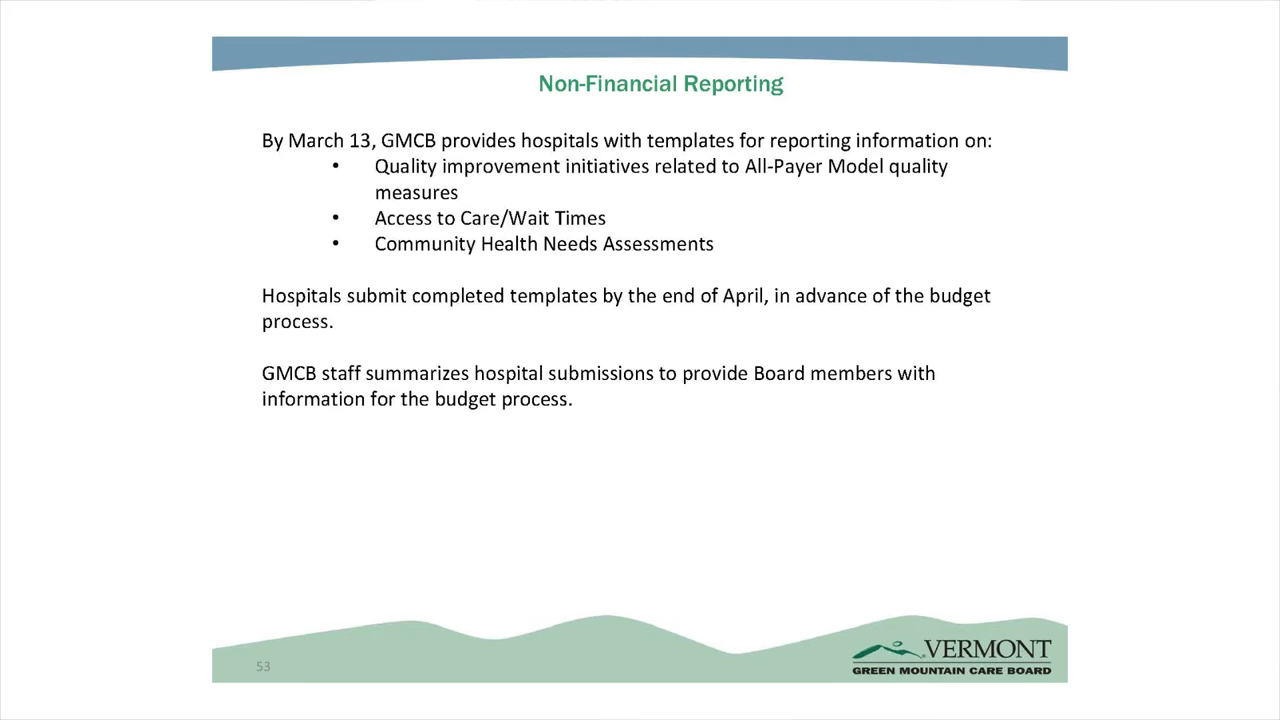 Non-Financial Reporting
By March 13, GMCB provides hospitals with templates for reporting information on:
• Quality improvement initiatives related to All-Payer Model quality
measures
• Access to Care/Wait Times
• Community Health Needs Assessments
Hospitals submit completed templates by the end of April, in advance of the budget
process.
GMCB staff summarizes hospital submissions to provide Board members with
information for the budget process.
53
VERMONT
GREEN MOUNTAIN CARE BOARD